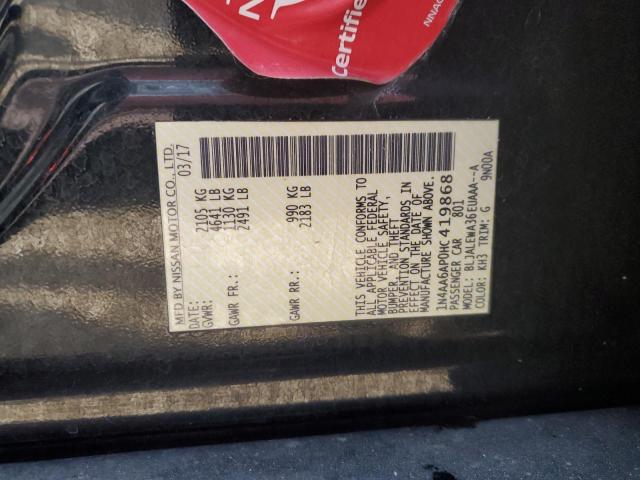 Certified
NNAC
MFD BY NISSAN MOTOR CO., LTD.
DATE: 03/17
GVWR: 2105 KG
4641 LB
GAWR FR.: 1130 KG
2491 LB
GAWR RR.: 990 KG
2183 LB
THIS VEHICLE CONFORMS TO
ALL APPLICABLE FEDERAL
MOTOR VEHICLE SAFETY,
BUMPER, AND THEFT
PREVENTION STANDARDS IN
EFFECT ON THE DATE OF
MANUFACTURE SHOWN ABOVE.
1N4AA6AP0HC419868
PASSENGER CAR 801
MODEL: BLJALEWA36EUAAA--A
COLOR: KH3 TRIM: G 9N00A